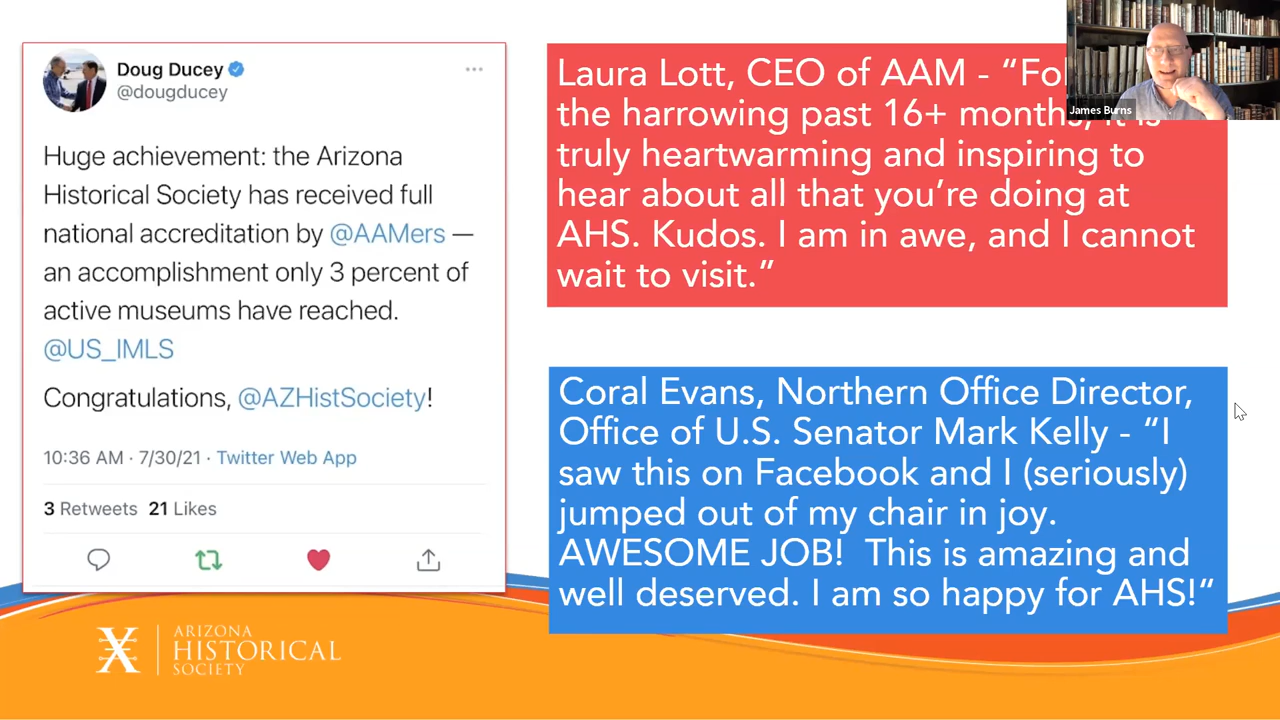 Doug Ducey
@dougducey
Huge achievement: the Arizona
Historical Society has received full
national accreditation by @AAMers —
an accomplishment only 3 percent of
active museums have reached.
@US_IMLS
Congratulations, @AZHistSociety!
10:36 AM · 7/30/21 · Twitter Web App
3 Retweets 21 Likes
Laura Lott, CEO of AAM - “
the harrowing past 16+ months, it is
truly heartwarming and inspiring to
hear about all that you’re doing at
AHS. Kudos. I am in awe, and I cannot
wait to visit.”
Coral Evans, Northern Office Director,
Office of U.S. Senator Mark Kelly - “I
saw this on Facebook and I (seriously)
jumped out of my chair in joy.
AWESOME JOB!  This is amazing and
well deserved. I am so happy for AHS!”
James Burns
ARIZONA
HISTORICAL
SOCIETY